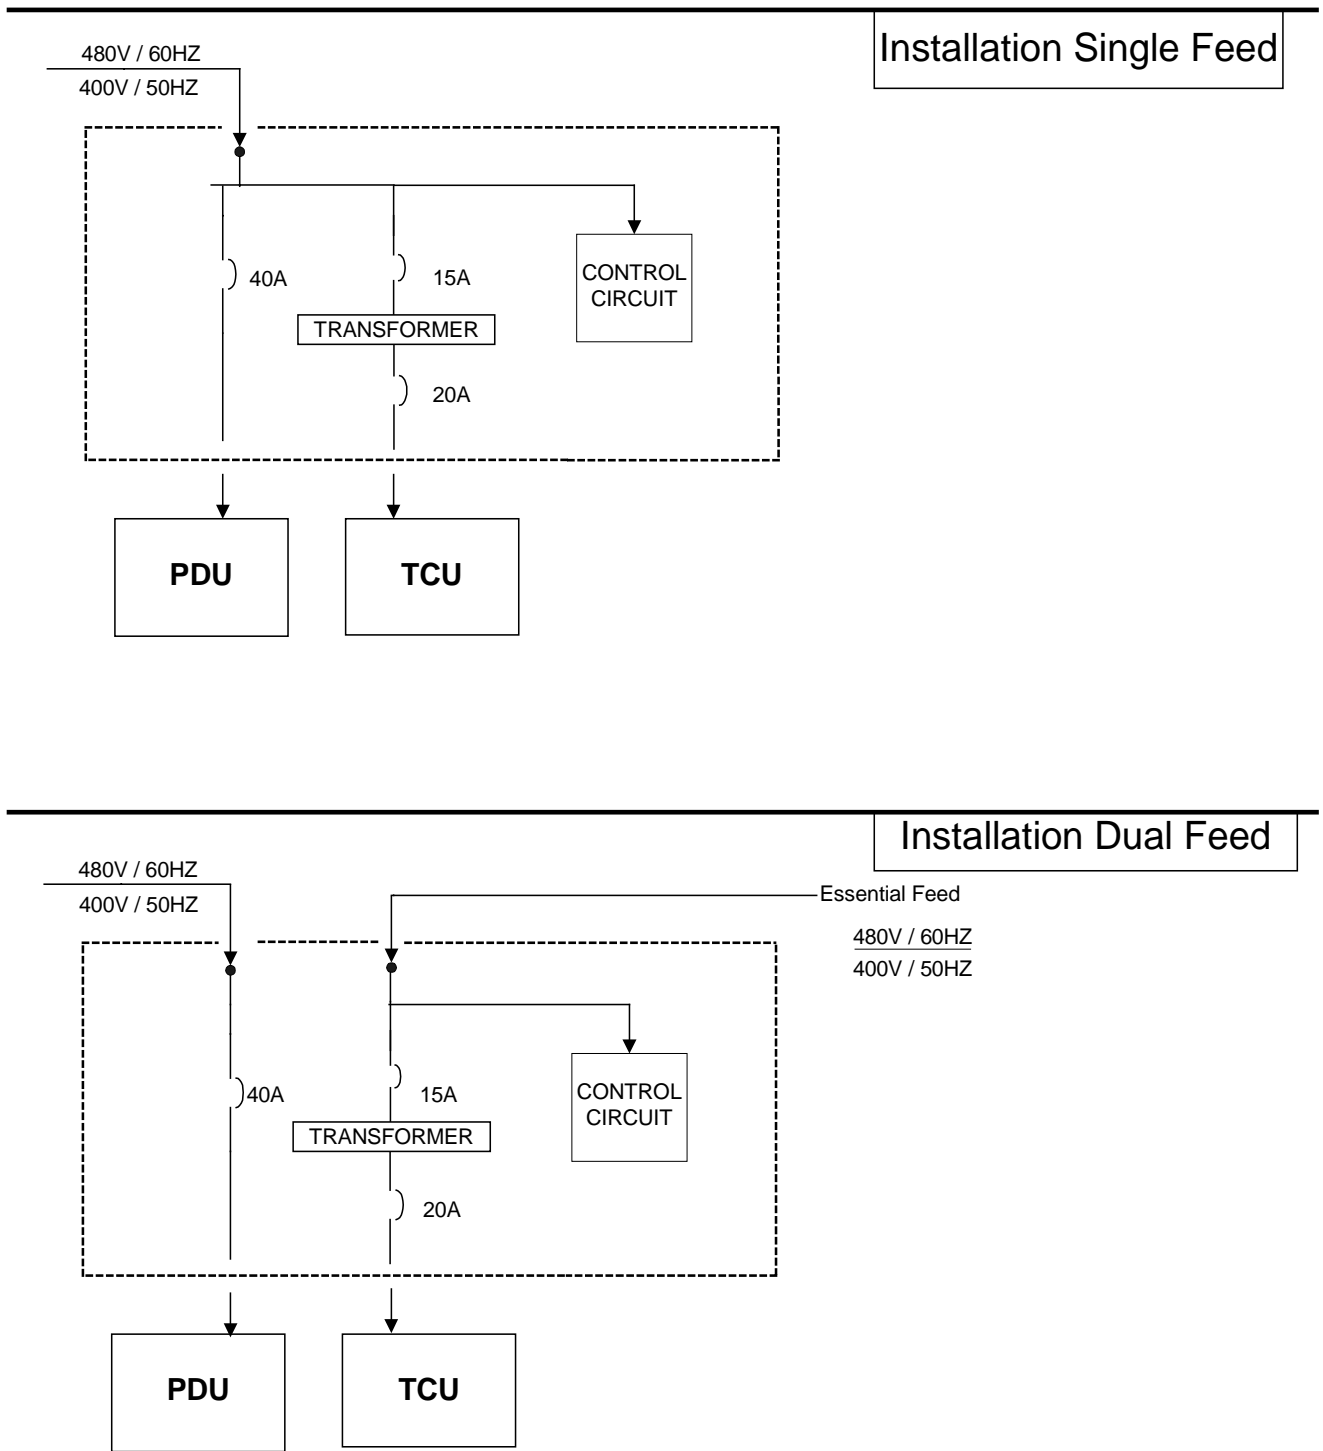 Installation Single Feed
480V / 60HZ
400V / 50HZ
40A
15A
CONTROL
CIRCUIT
TRANSFORMER
20A
PDU
TCU
Installation Dual Feed
480V / 60HZ
400V / 50HZ
Essential Feed
480V / 60HZ
400V / 50HZ
40A
15A
CONTROL
CIRCUIT
TRANSFORMER
20A
PDU
TCU